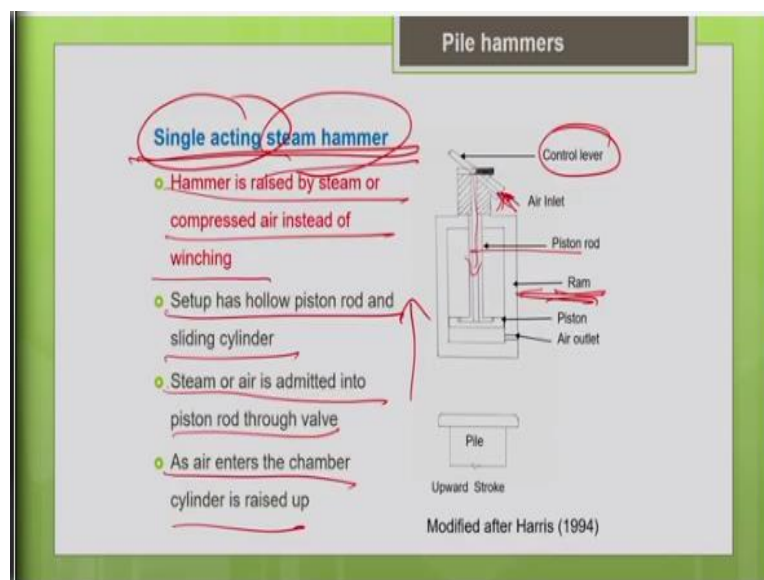 Pile hammers
Single acting steam hammer
Hammer is raised by steam or
compressed air instead of
winching
Setup has hollow piston rod and
sliding cylinder
Steam or air is admitted into
piston rod through valve
As air enters the chamber
cylinder is raised up
Control lever
Air Inlet
Piston rod
Ram
Piston
Air outlet
Pile
Upward Stroke
Modified after Harris (1994)